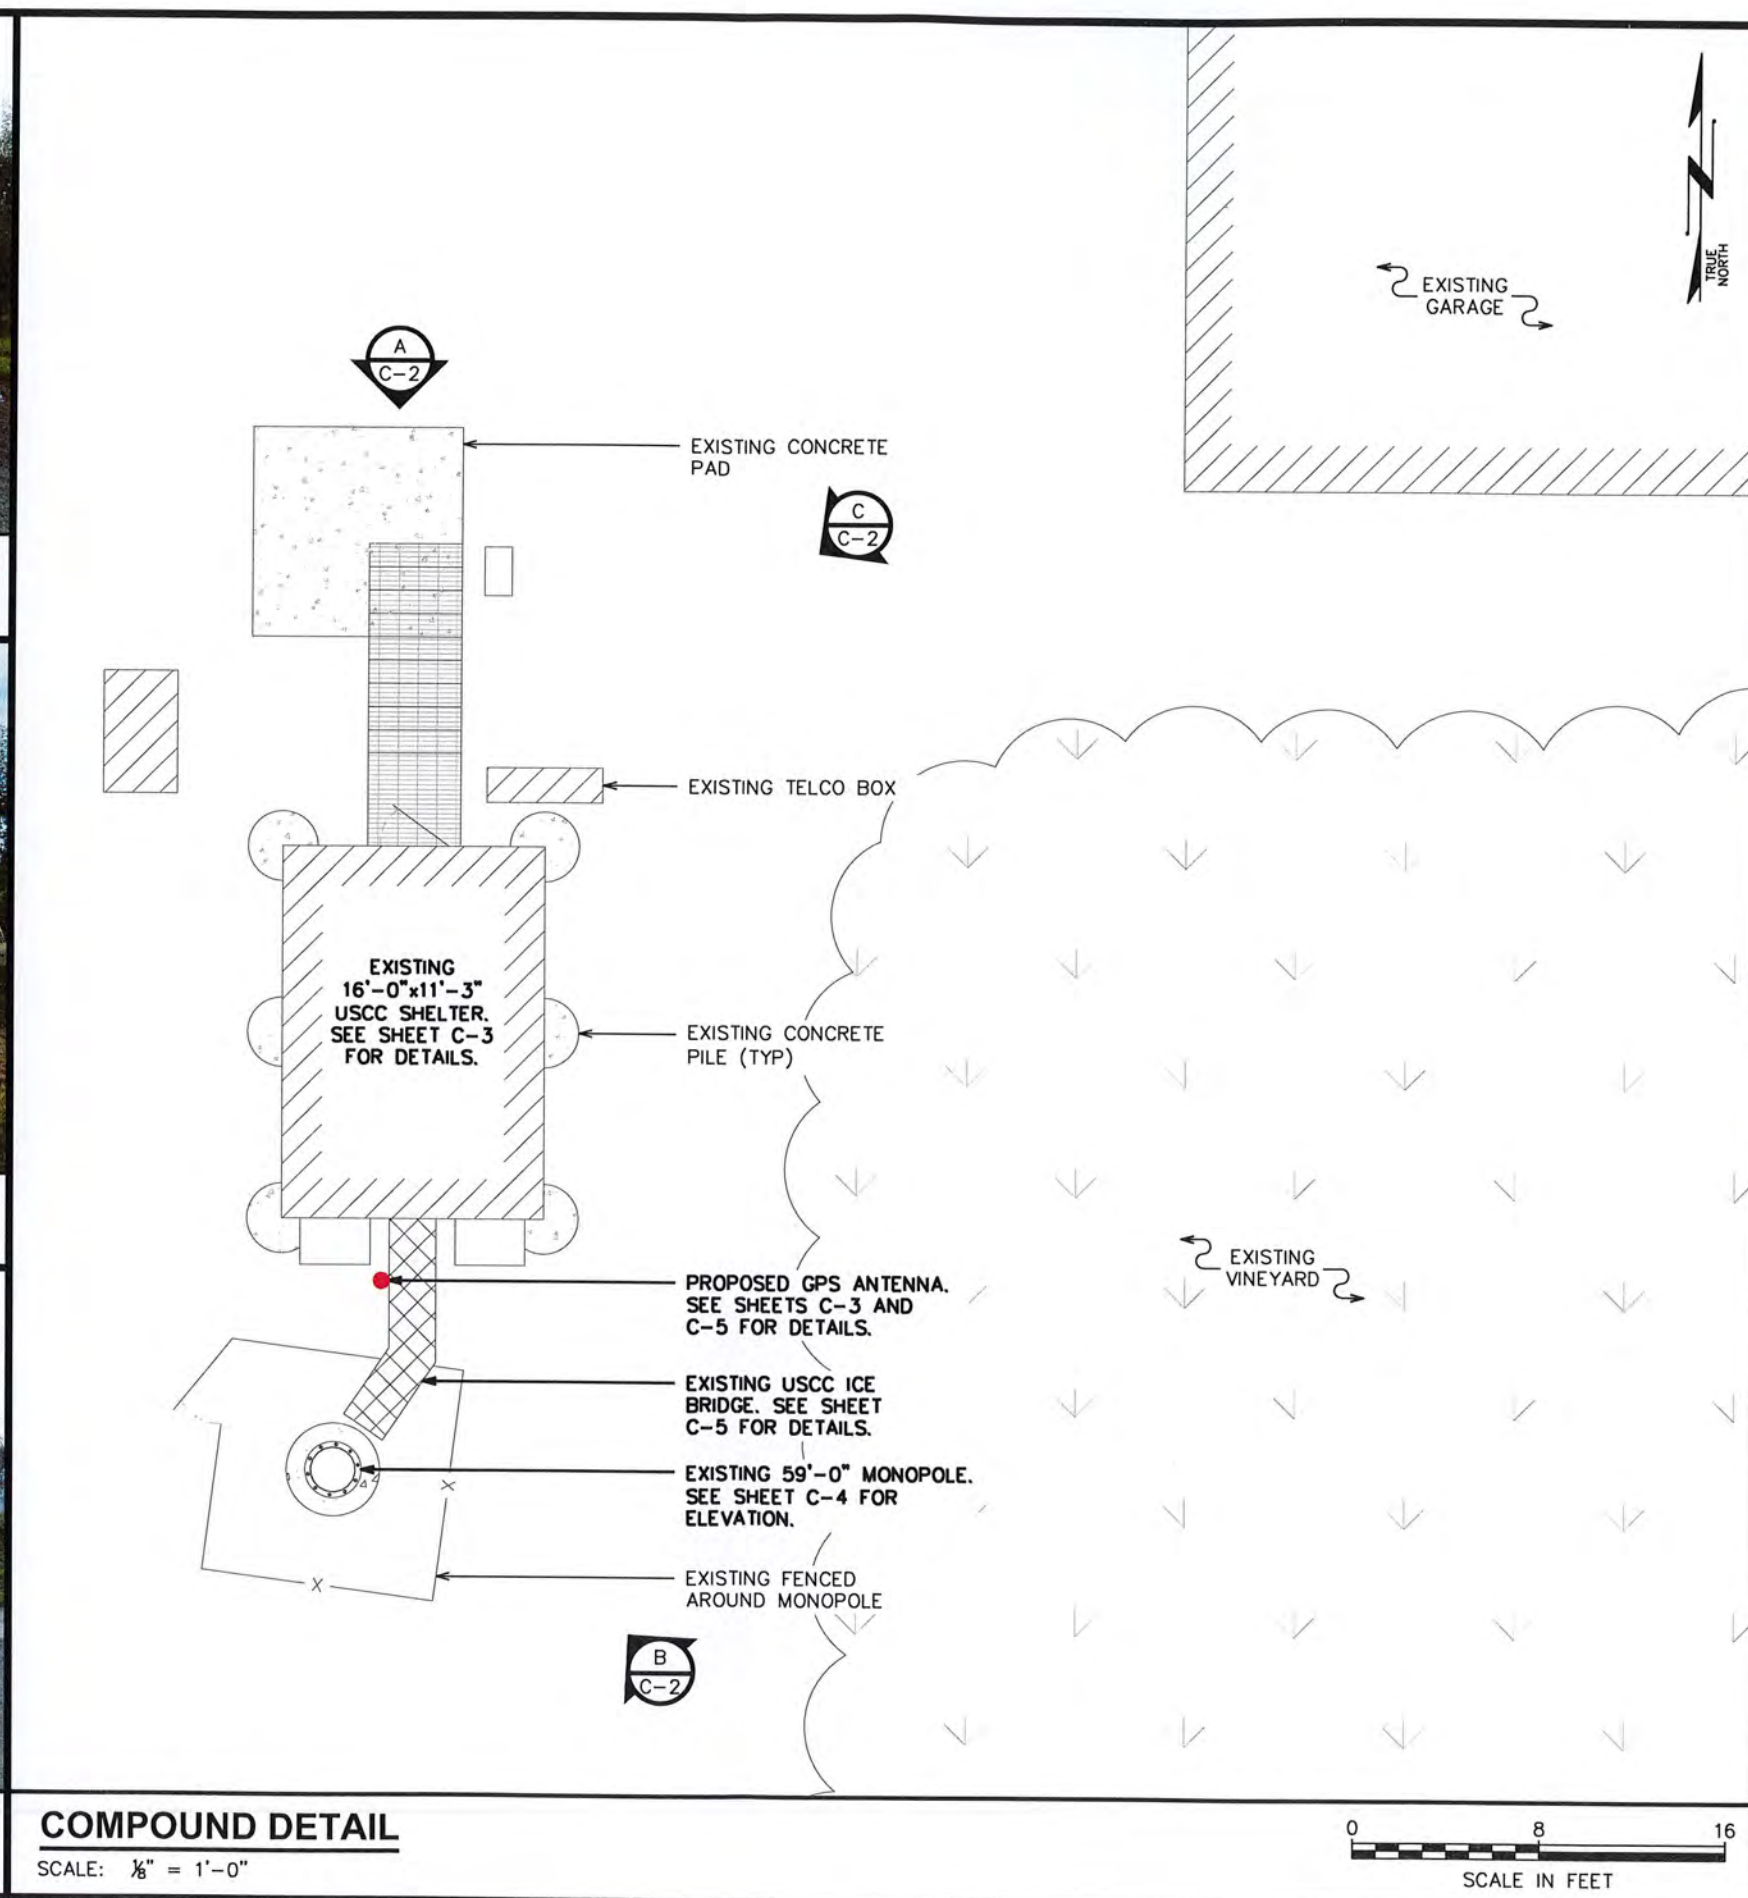 TRUE
NORTH
EXISTING
GARAGE
A
C-2
EXISTING CONCRETE
PAD
C
C-2
EXISTING TELCO BOX
EXISTING
16'-0"x11'-3"
USCC SHELTER.
SEE SHEET C-3
FOR DETAILS.
EXISTING CONCRETE
PILE (TYP)
EXISTING
VINEYARD
PROPOSED GPS ANTENNA.
SEE SHEETS C-3 AND
C-5 FOR DETAILS.
EXISTING USCC ICE
BRIDGE. SEE SHEET
C-5 FOR DETAILS.
EXISTING 59'-0" MONOPOLE.
SEE SHEET C-4 FOR
ELEVATION.
X
EXISTING FENCED
AROUND MONOPOLE
X
B
C-2
COMPOUND DETAIL
SCALE: ⅛" = 1'-0"
0 8 16
SCALE IN FEET